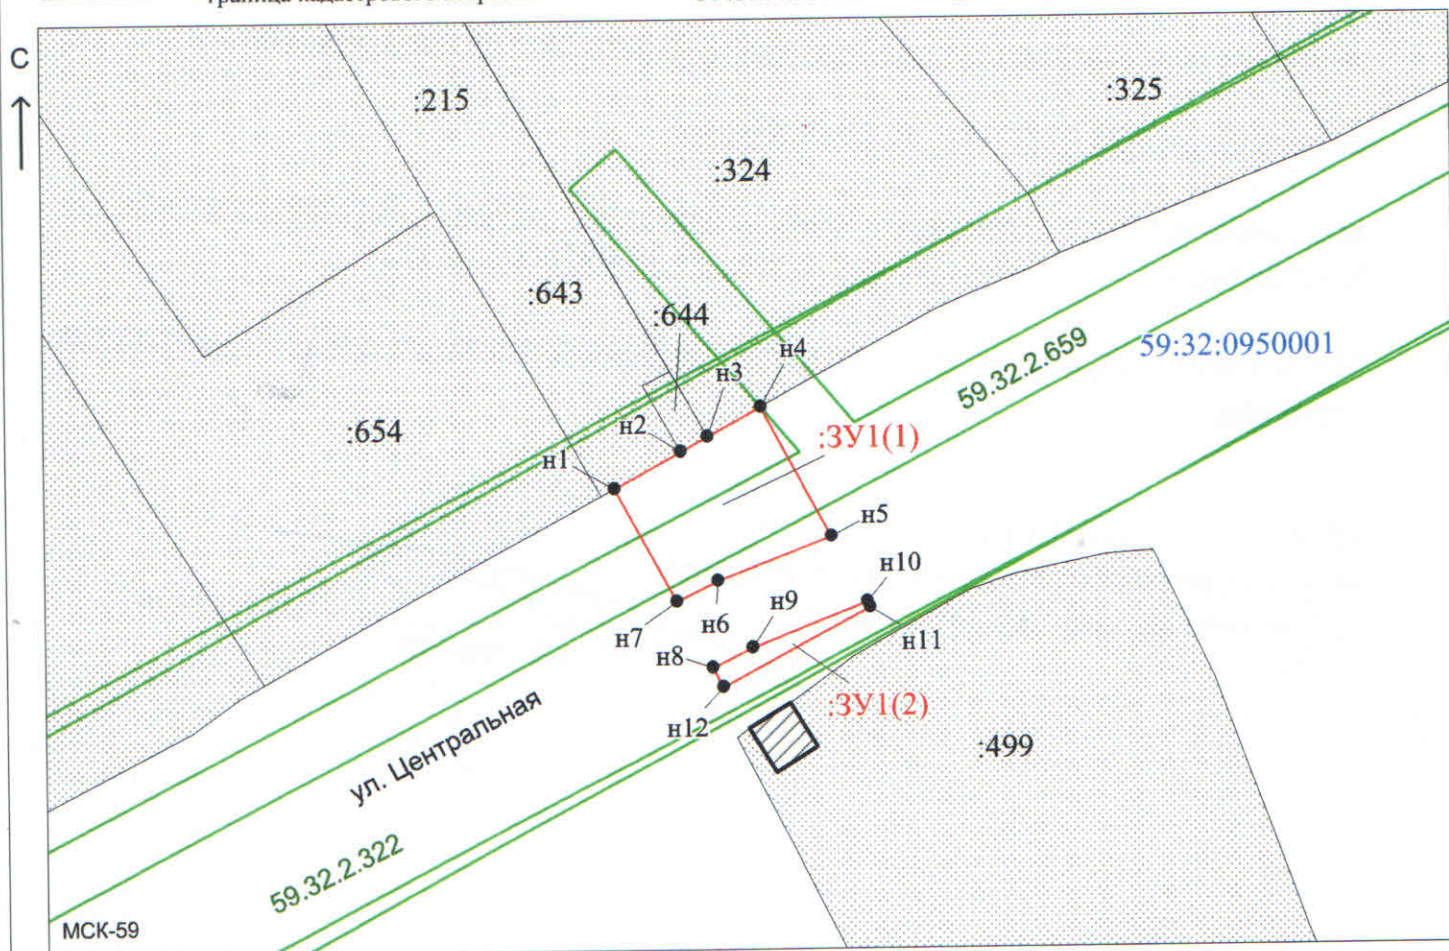 С
:215
:325
:324
:643
:644
59.32.2.659
59:32:0950001
н4
н3
:654
н2
:ЗУ1(1)
н1
н5
н10
н9
н6
н7
н11
н8
:ЗУ1(2)
н12
:499
ул. Центральная
59.32.2.322
МСК-59